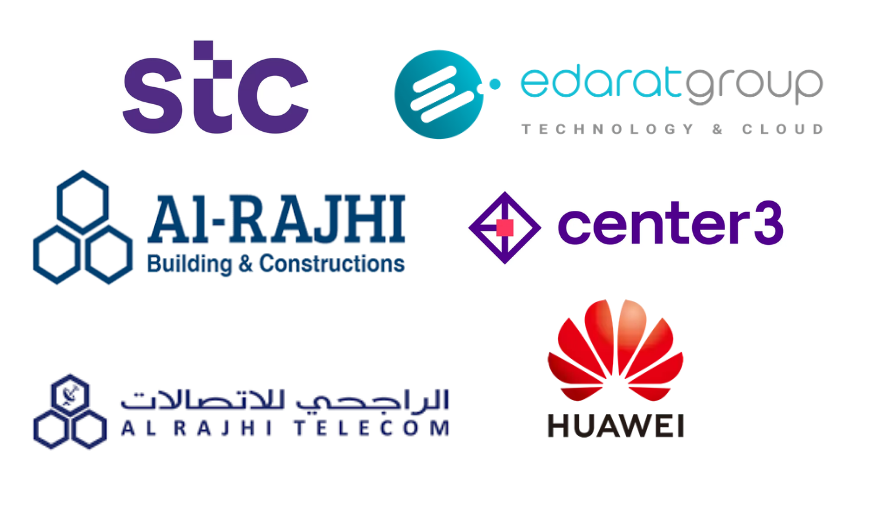 stc
edaratgroup
TECHNOLOGY & CLOUD
Al-RAJHI
Building & Constructions
center3
الراجحي للاتصالات
AL RAJHI TELECOM
HUAWEI